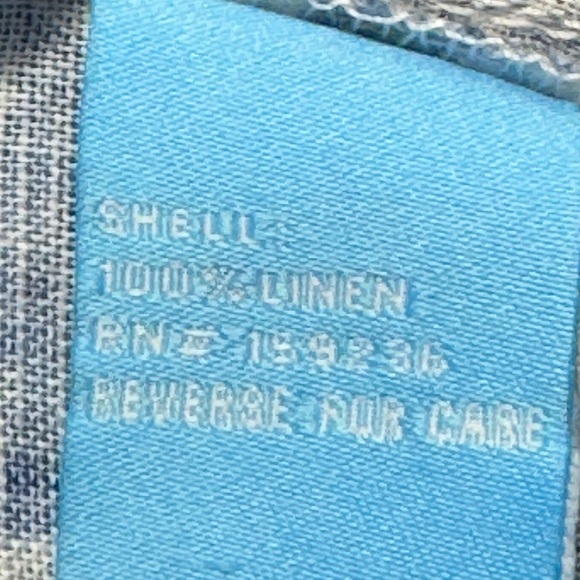 SHELL:
100% LINEN
RN# 159236
REVERSE FOR CARE